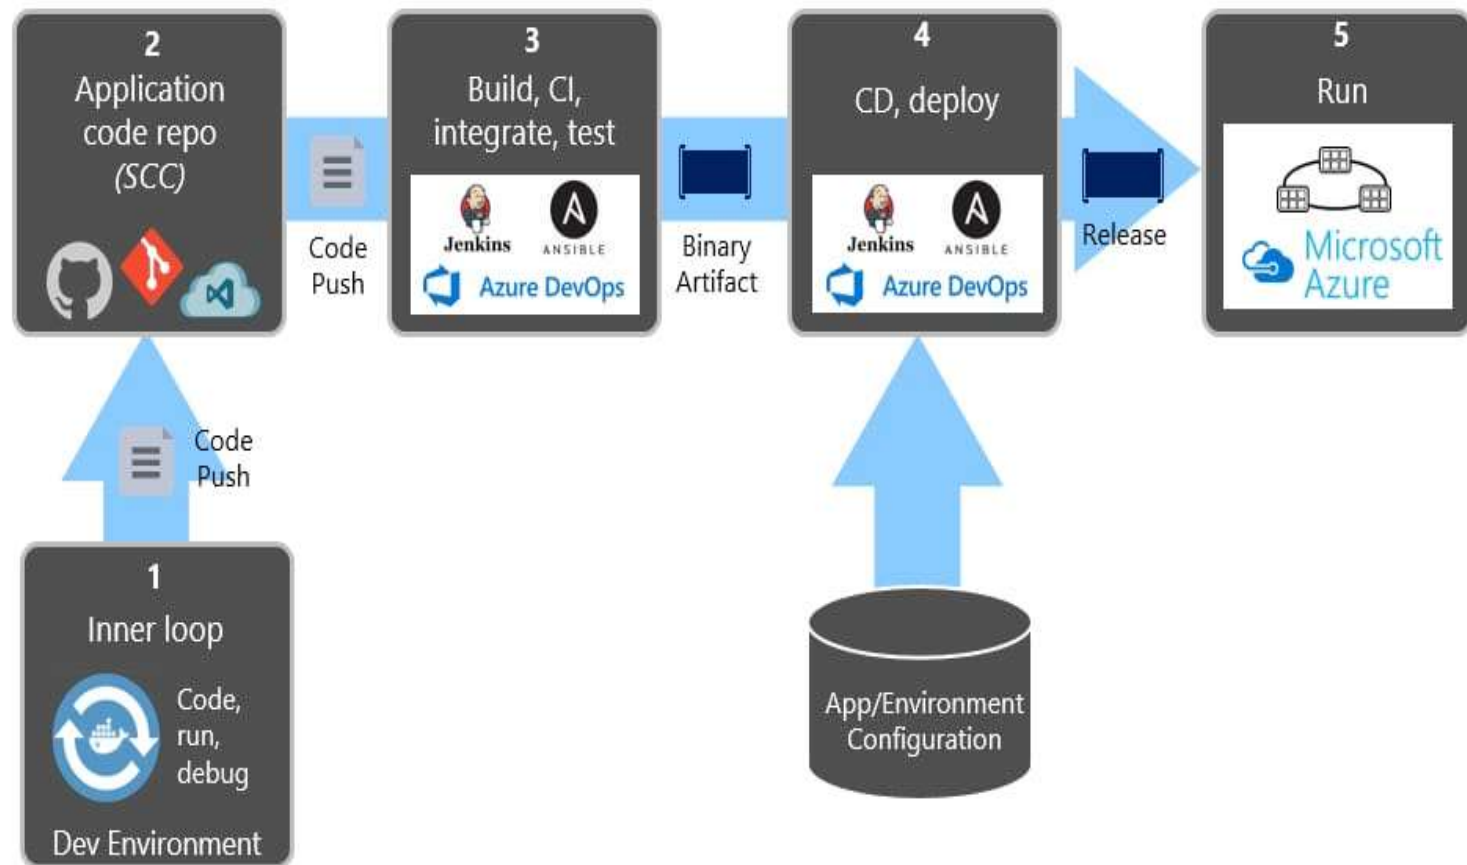 2
Application
code repo
(SCC)
Code
Push
3
Build, CI,
integrate, test
Jenkins
ANSIBLE
Azure DevOps
Binary
Artifact
4
CD, deploy
Jenkins
ANSIBLE
Azure DevOps
Release
5
Run
Microsoft
Azure
Code
Push
1
Inner loop
Code,
run,
debug
Dev Environment
App/Environment
Configuration